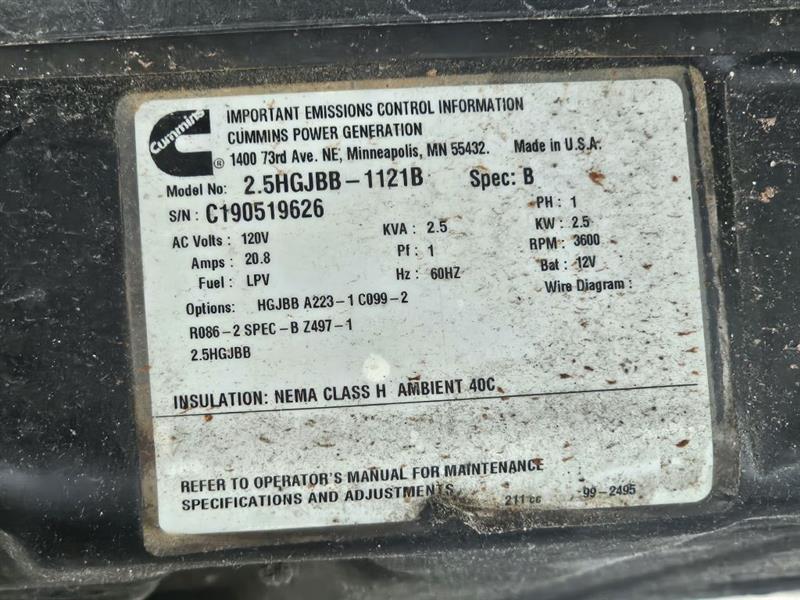 Cummins ®
IMPORTANT EMISSIONS CONTROL INFORMATION
CUMMINS POWER GENERATION
1400 73rd Ave. NE, Minneapolis, MN 55432. Made in U.S.A.
Model No: 2.5HGJBB-1121B Spec: B
S/N : C190519626 PH : 1
AC Volts : 120V KVA : 2.5 KW : 2.5
Amps : 20.8 Pf : 1 RPM : 3600
Fuel : LPV Hz : 60HZ Bat : 12V
Wire Diagram :
Options: HGJBB A223-1 C099-2
R086-2 SPEC-B Z497-1
2.5HGJBB
INSULATION: NEMA CLASS H AMBIENT 40C
REFER TO OPERATOR'S MANUAL FOR MAINTENANCE
SPECIFICATIONS AND ADJUSTMENTS
211 cc 99-2495